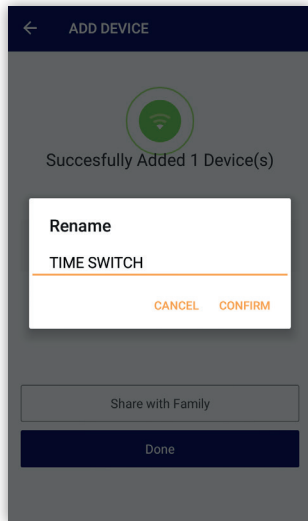 ADD DEVICE
Succesfully Added 1 Device(s)
Rename
TIME SWITCH
CANCEL CONFIRM
Share with Family
Done